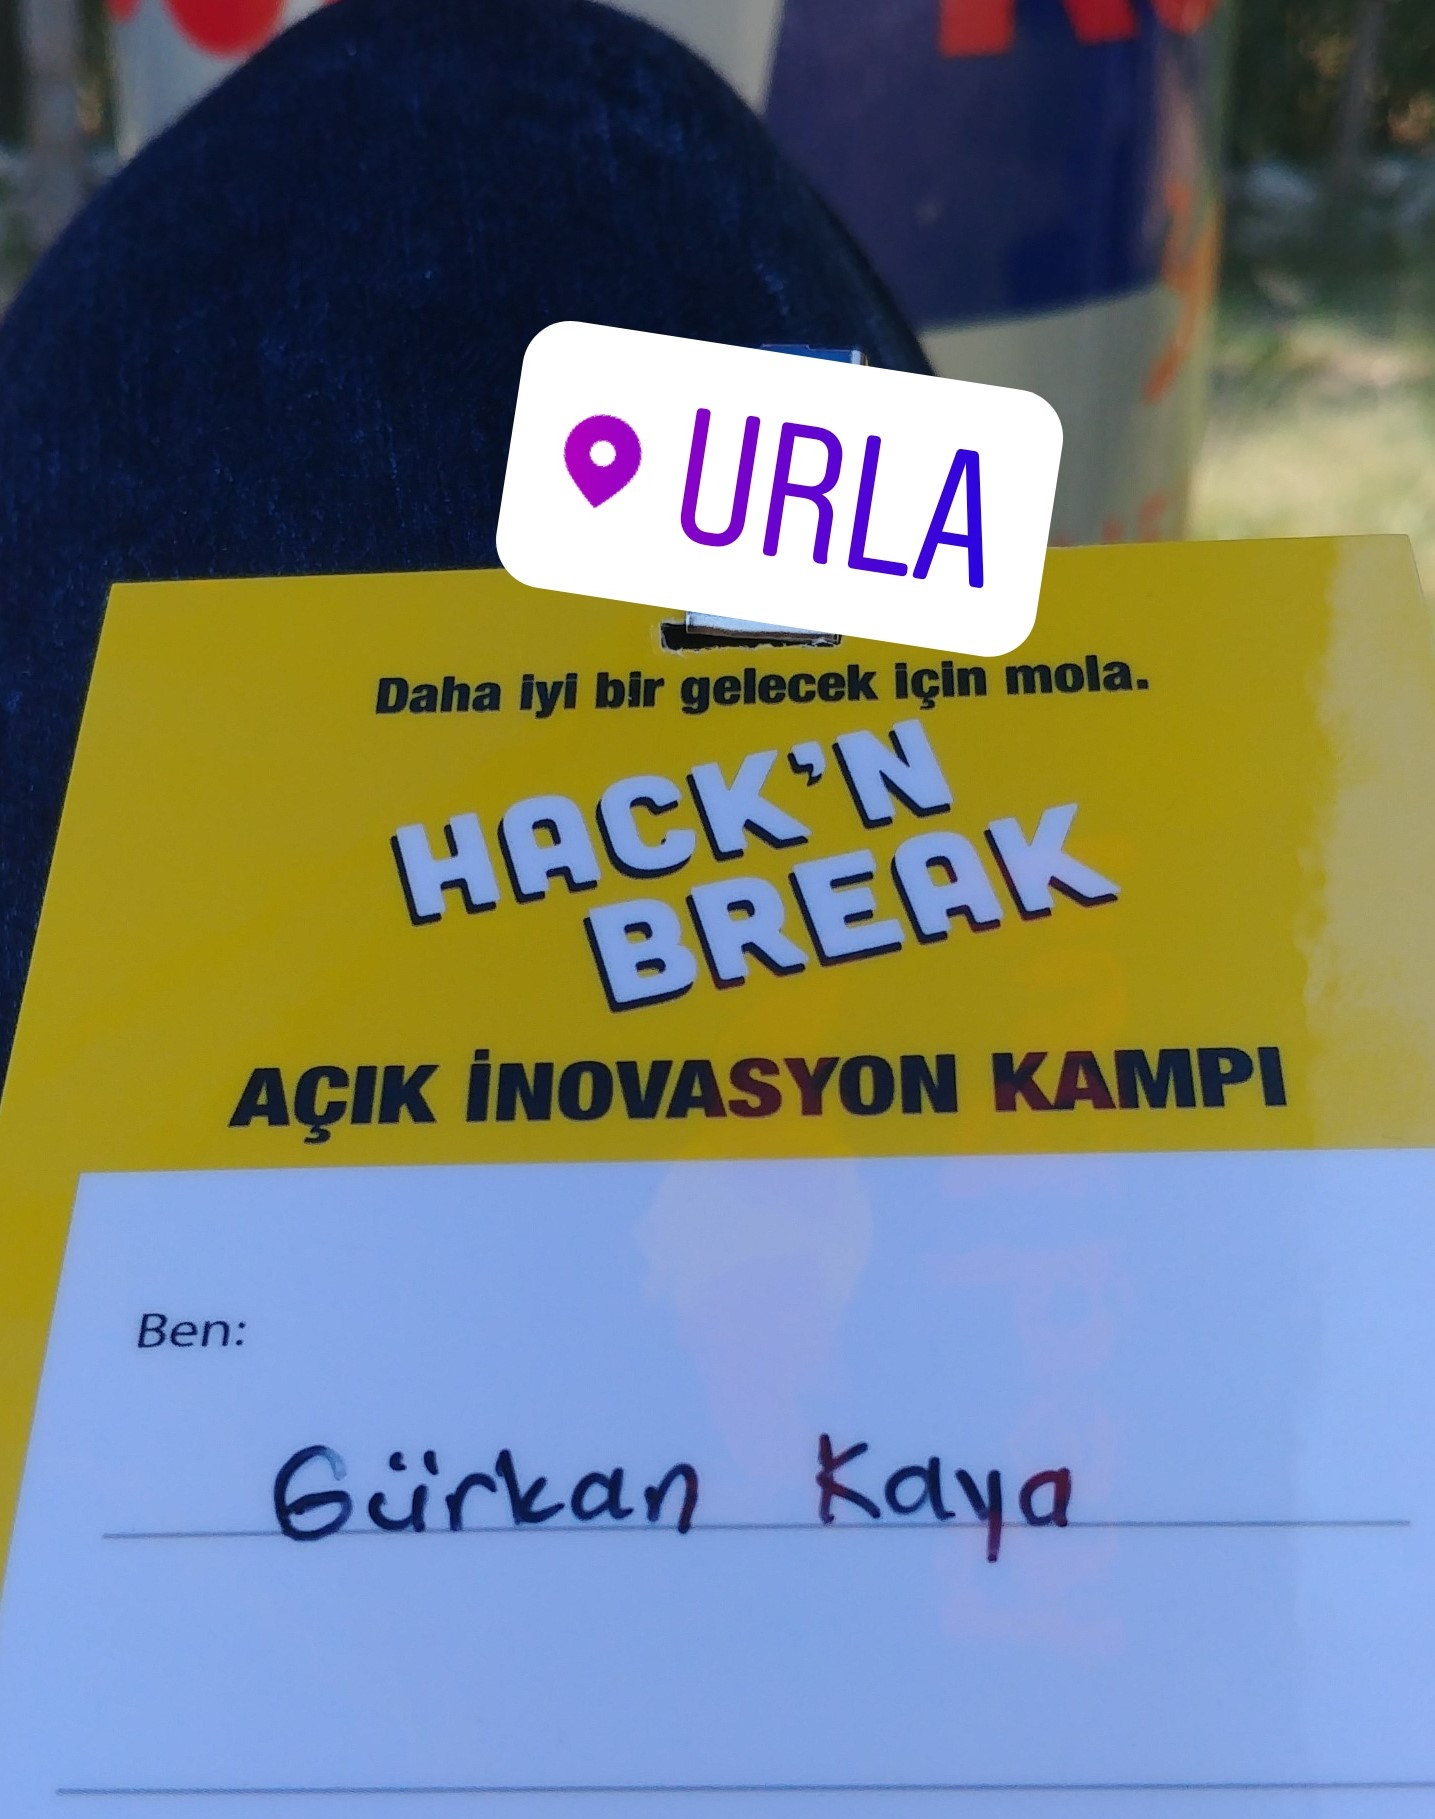 URLA
Daha iyi bir gelecek için mola.
HACK'N
BREAK
AÇIK İNOVASYON KAMPI
Ben:
Gürkan Kaya